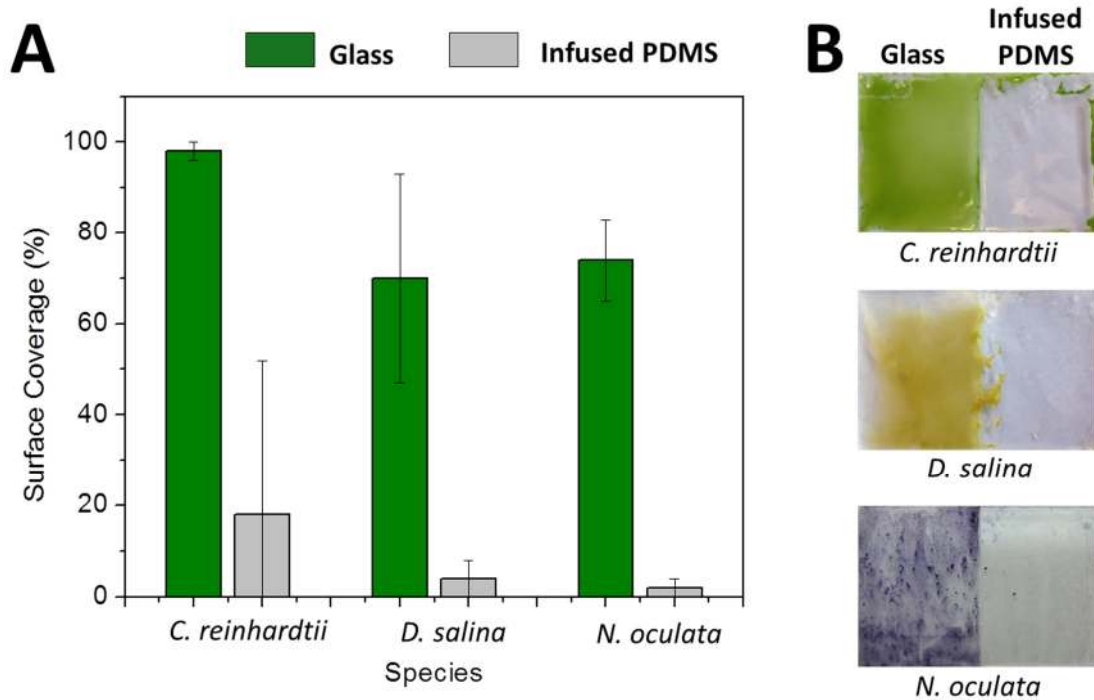 A
Glass
Infused PDMS
Surface Coverage (%)
100
80
60
40
20
0
C. reinhardtii
D. salina
N. oculata
Species
B
Glass
Infused
PDMS
C. reinhardtii
D. salina
N. oculata